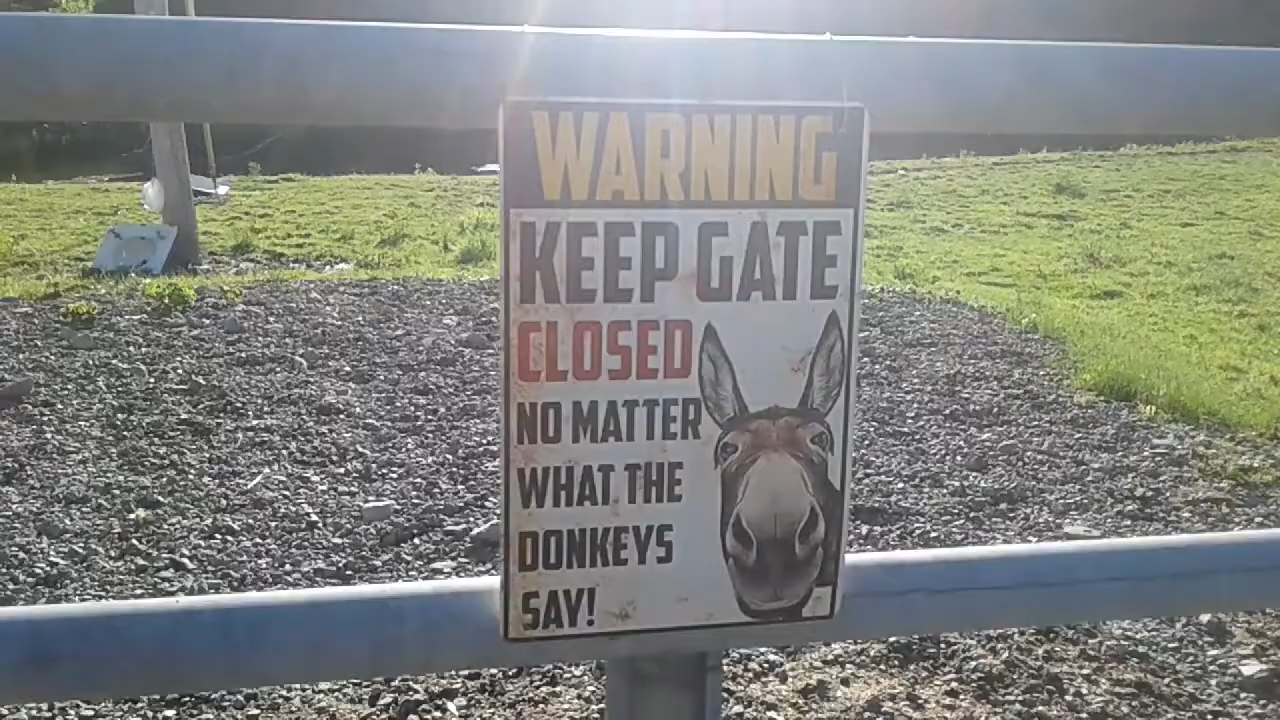 WARNING
KEEP GATE
CLOSED
NO MATTER
WHAT THE
DONKEYS
SAY!